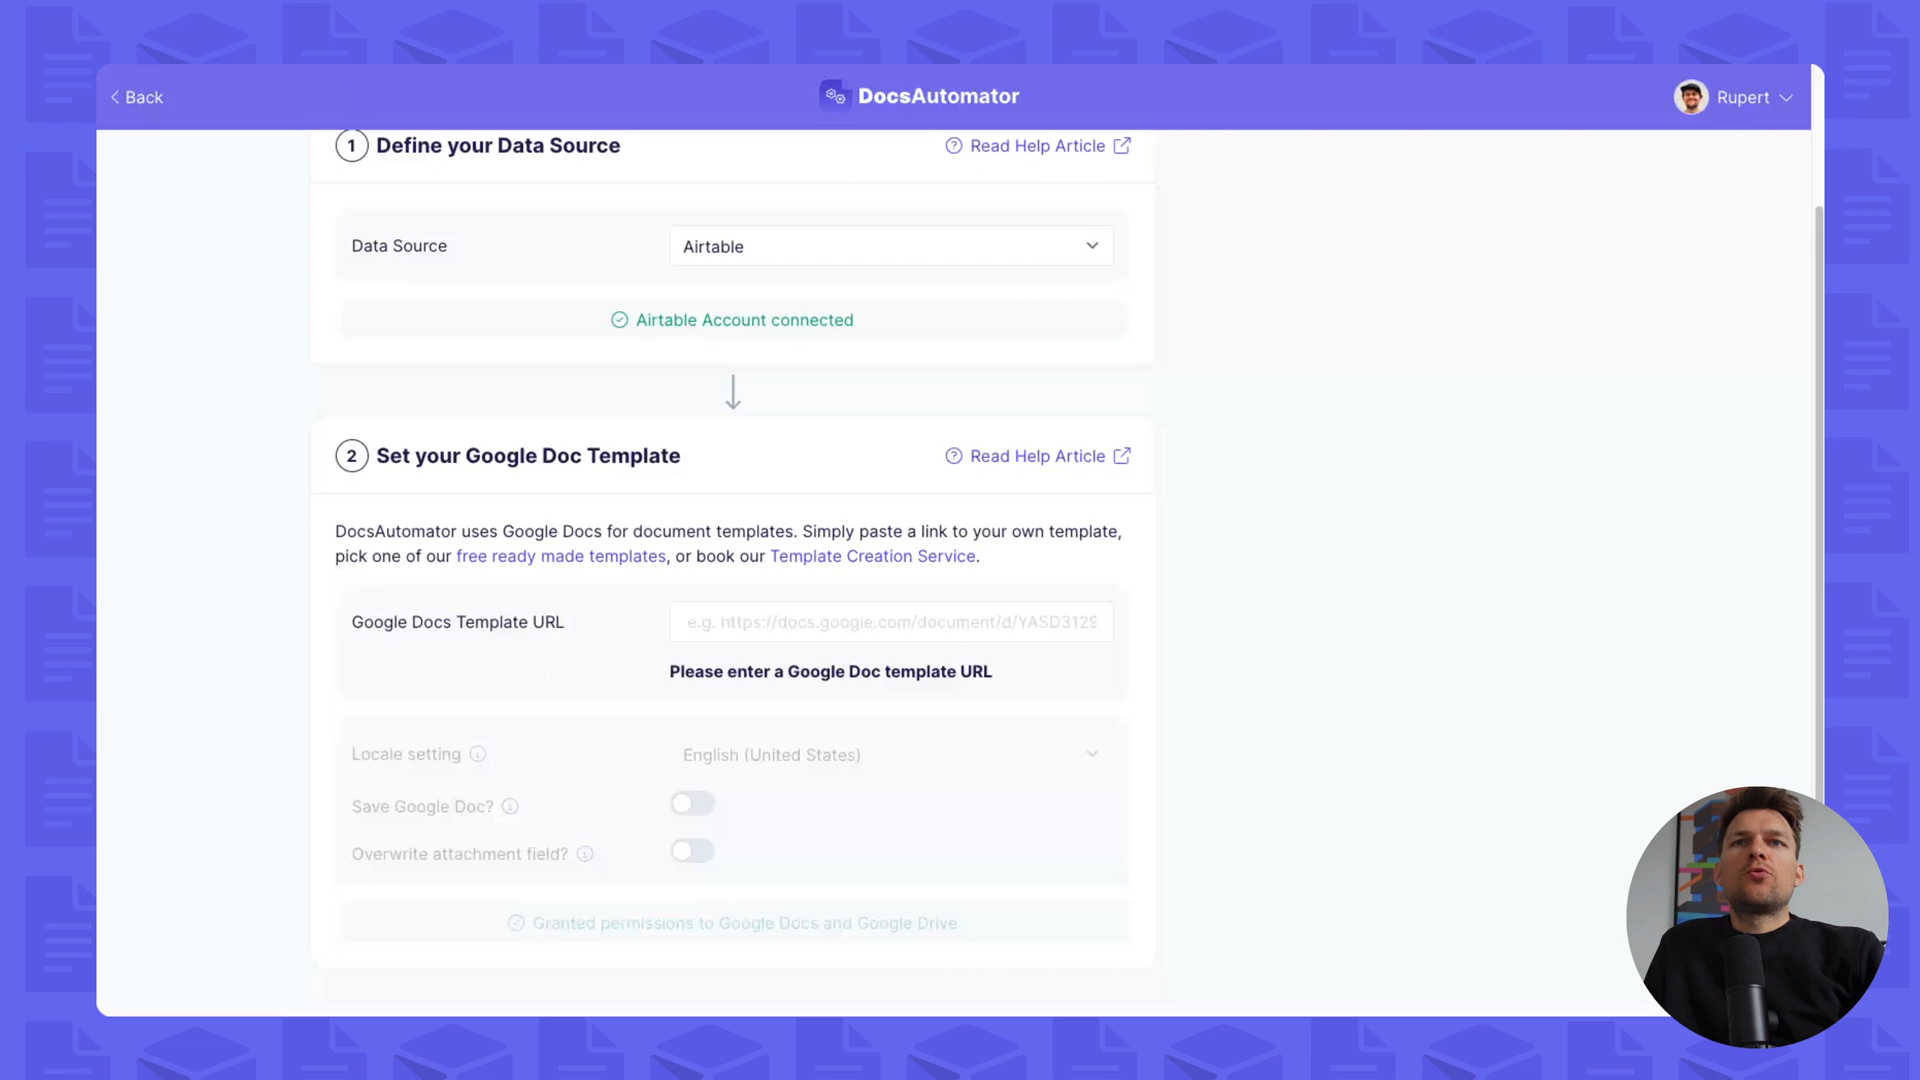 Back
DocsAutomator
Rupert
1 Define your Data Source
Read Help Article
Data Source
Airtable
Airtable Account connected
2 Set your Google Doc Template
Read Help Article
DocsAutomator uses Google Docs for document templates. Simply paste a link to your own template,
pick one of our free ready made templates, or book our Template Creation Service.
Google Docs Template URL
e.g. https://docs.google.com/document/d/YASD312
Please enter a Google Doc template URL
Locale setting
English (United States)
Save Google Doc?
Overwrite attachment field?
Granted permissions to Google Docs and Google Drive